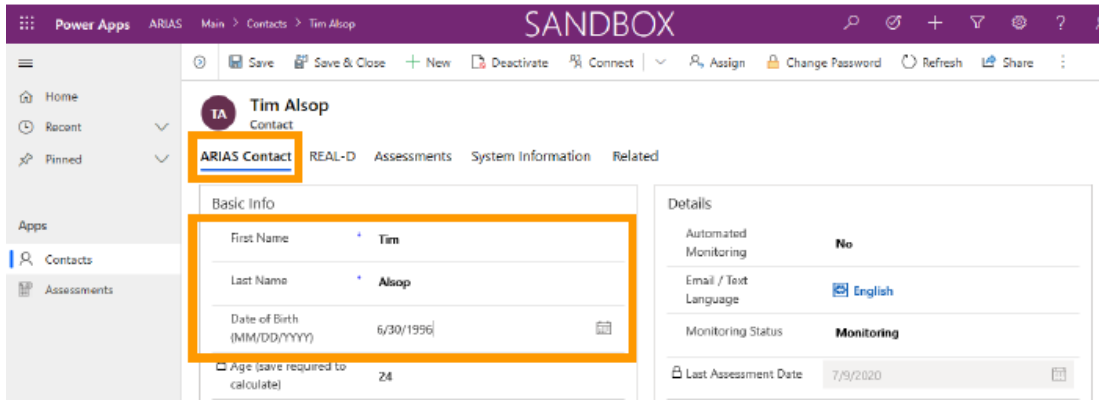 Power Apps ARIAS Main > Contacts > Tim Alsop SANDBOX + ?
Save Save & Close + New Deactivate Connect Assign Change Password Refresh Share
Home
Recent
Pinned
Apps
Contacts
Assessments
TA Tim Alsop
Contact
ARIAS Contact REAL-D Assessments System Information Related
Basic Info
First Name * Tim
Last Name * Alsop
Date of Birth
(MM/DD/YYYY) 6/30/1996
Age (save required to
calculate) 24
Details
Automated
Monitoring No
Email / Text
Language English
Monitoring Status Monitoring
Last Assessment Date 7/9/2020